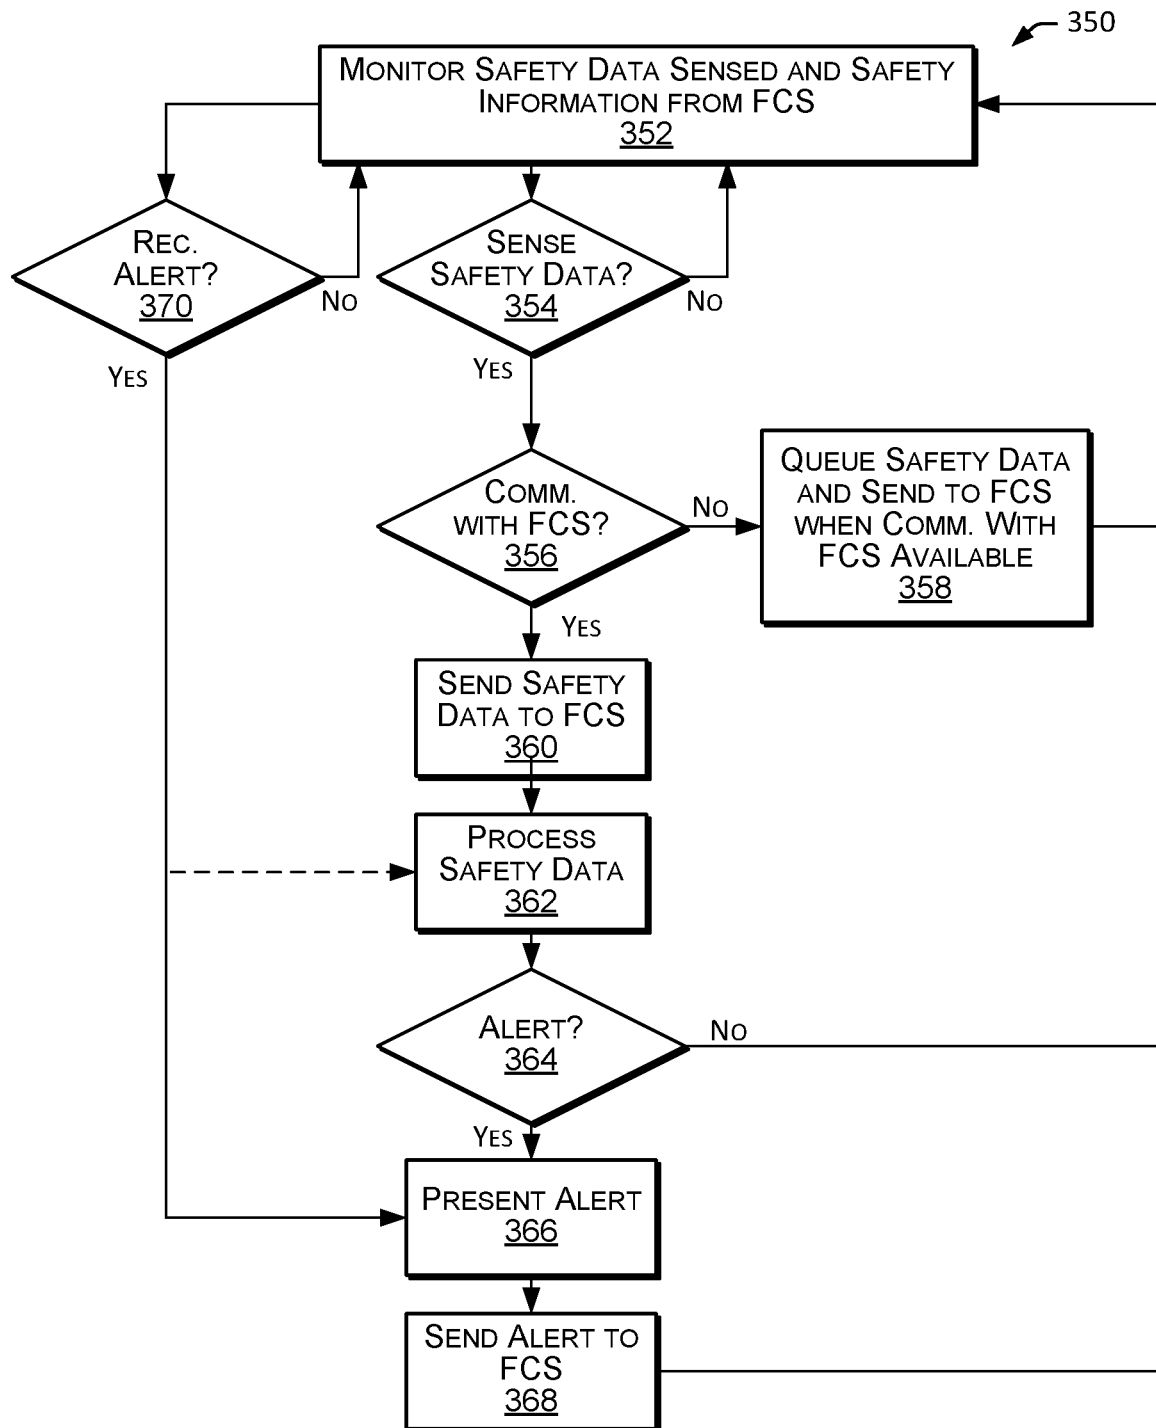 350
Monitor Safety Data Sensed and Safety
Information from FCS
352
Rec.
Alert?
370
No
Yes
Sense
Safety Data?
354
No
Yes
Comm.
with FCS?
356
No
Yes
Queue Safety Data
and Send to FCS
when Comm. With
FCS Available
358
Send Safety
Data to FCS
360
Process
Safety Data
362
Alert?
364
No
Yes
Present Alert
366
Send Alert to
FCS
368